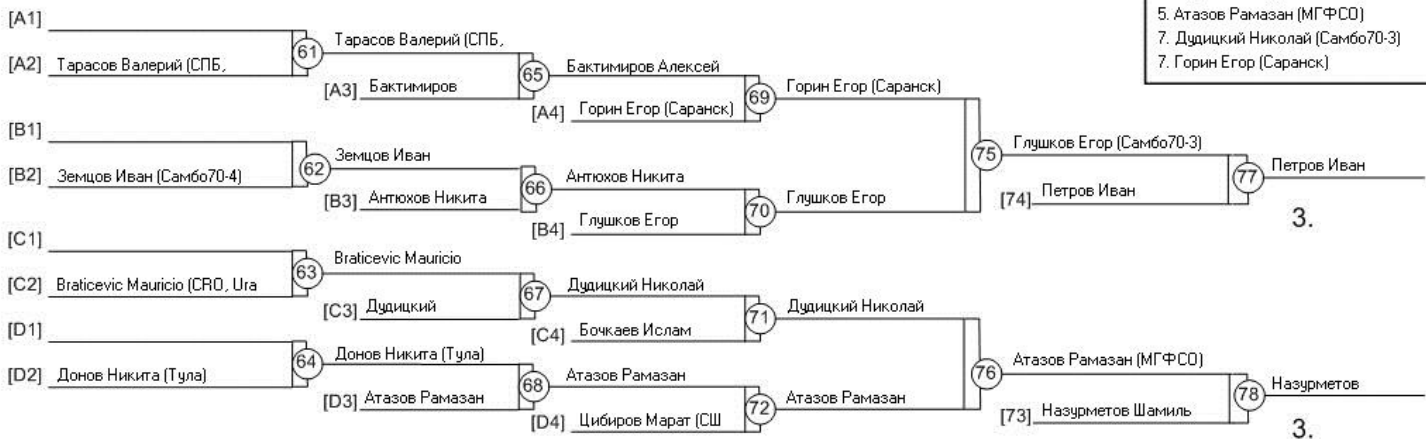 5. Атазов Рамазан (МГФСО)
7. Дудицкий Николай (Самбо70-3)
7. Горин Егор (Саранск)
[A1]
61
Тарасов Валерий (СПБ,
[A2] Тарасов Валерий (СПБ,
65
Бактимиров Алексей
[A3] Бактимиров
69
Горин Егор (Саранск)
[A4] Горин Егор (Саранск)
[B1]
62
Земцов Иван
[B2] Земцов Иван (Самбо70-4)
66
Антюхов Никита
[B3] Антюхов Никита
70
Глушков Егор
[B4] Глушков Егор
75
Глушков Егор (Самбо70-3)
77
Петров Иван
[74] Петров Иван
3.
[C1]
63
Braticevic Mauricio
[C2] Braticevic Mauricio (CRO, Ura
67
Дудицкий Николай
[C3] Дудицкий
71
Дудицкий Николай
[C4] Бочкаев Ислам
[D1]
64
Донов Никита (Тула)
[D2] Донов Никита (Тула)
68
Атазов Рамазан
[D3] Атазов Рамазан
72
Атазов Рамазан
[D4] Цибиров Марат (СШ
76
Атазов Рамазан (МГФСО)
78
Назурметов
[73] Назурметов Шамиль
3.